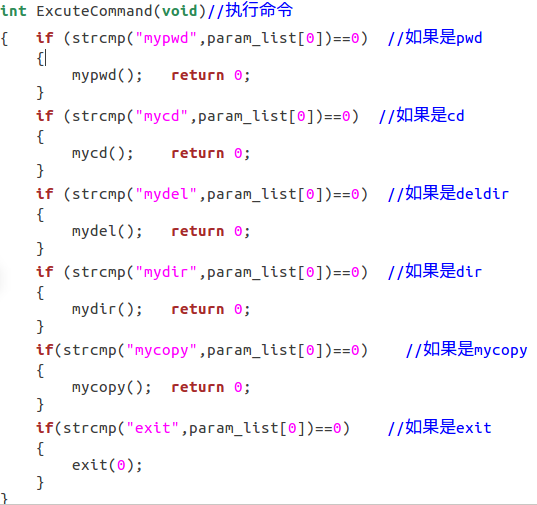 int ExcuteCommand(void)//执行命令
{   if (strcmp("mypwd",param_list[0])==0)  //如果是pwd
    {
        mypwd();   return 0;
    }
    if (strcmp("mycd",param_list[0])==0)  //如果是cd
    {
        mycd();    return 0;
    }
    if (strcmp("mydel",param_list[0])==0)  //如果是deldir
    {
        mydel();   return 0;
    }
    if (strcmp("mydir",param_list[0])==0)  //如果是dir
    {
        mydir();   return 0;
    }
    if(strcmp("mycopy",param_list[0])==0)    //如果是mycopy
    {
        mycopy();  return 0;
    }
    if(strcmp("exit",param_list[0])==0)    //如果是exit
    {
        exit(0);
    }
}